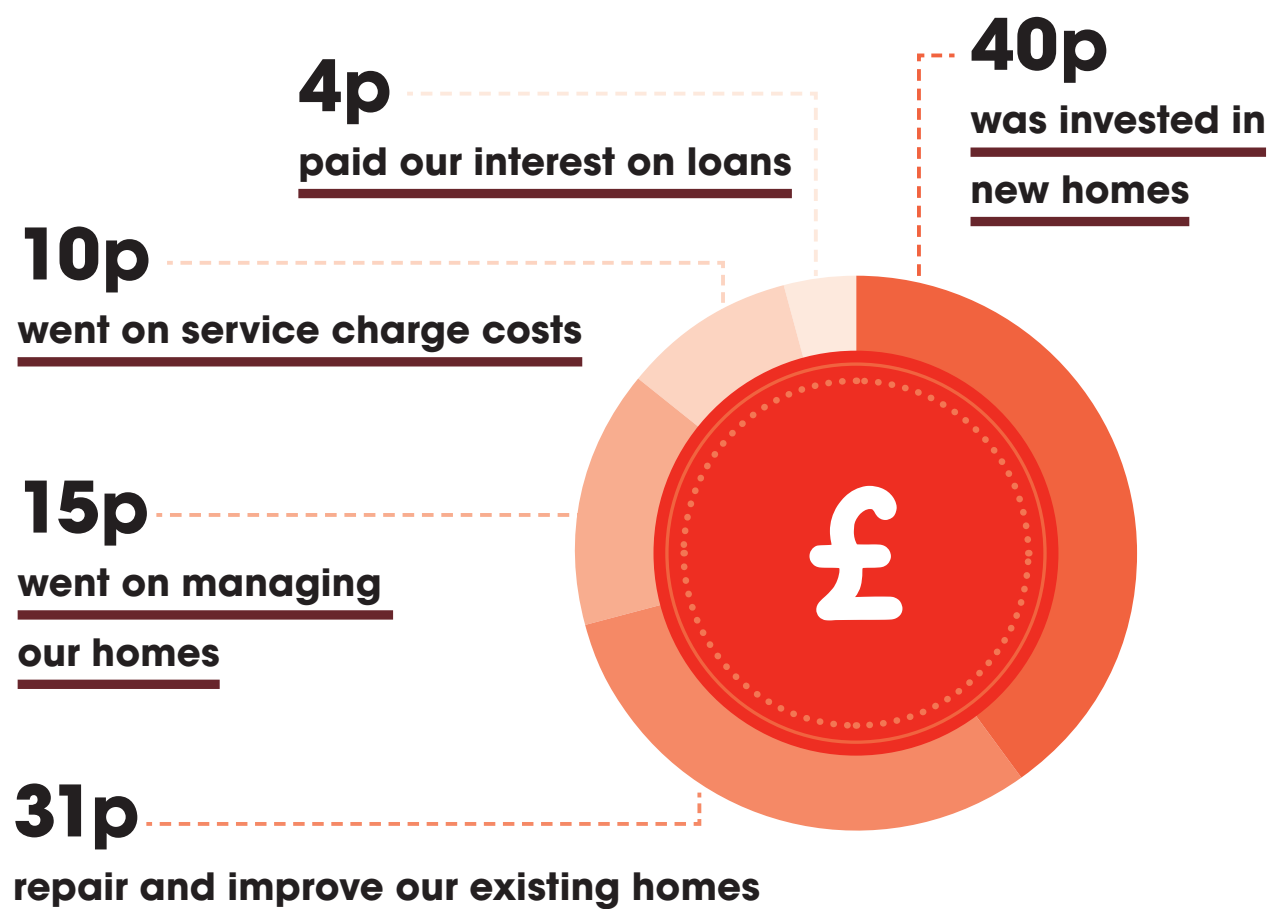 40p
was invested in
new homes
4p
paid our interest on loans
10p
went on service charge costs
15p
went on managing
our homes
31p
repair and improve our existing homes
£